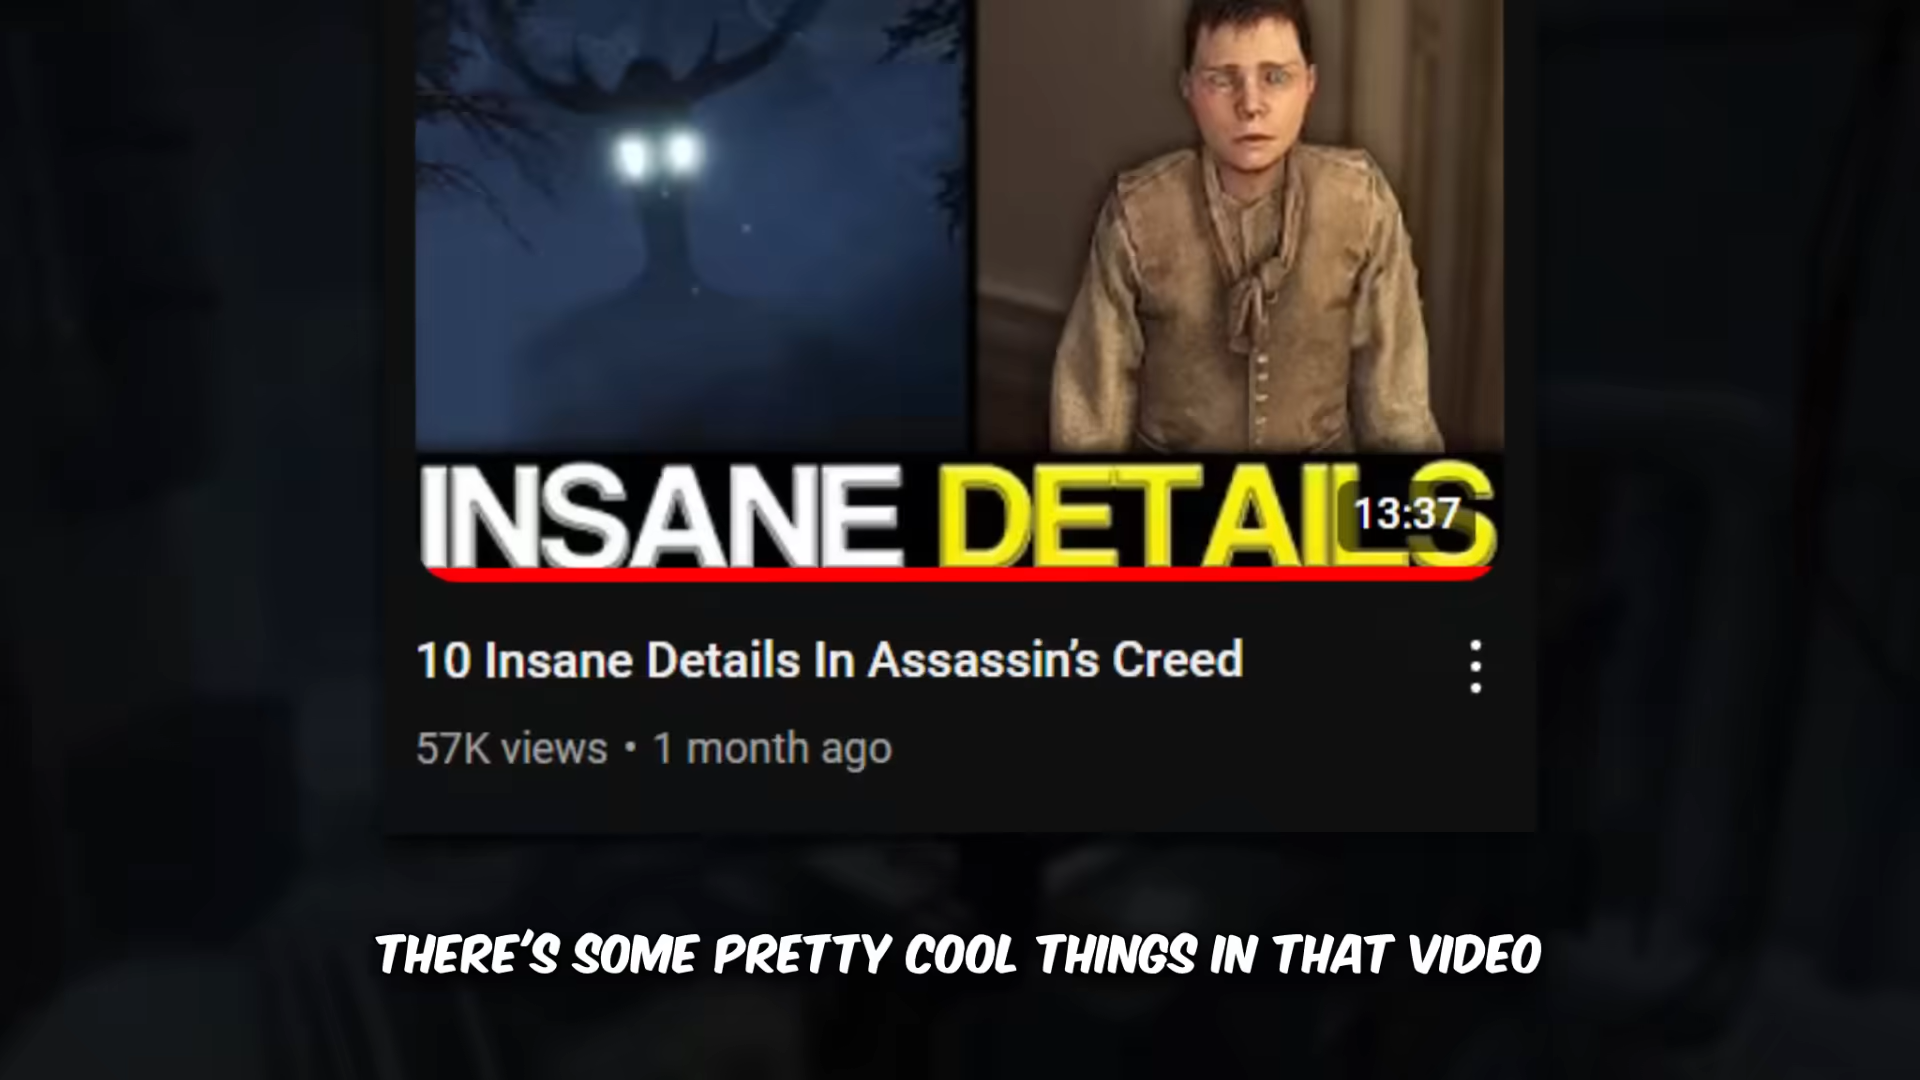 INSANE DETAILS
13:37
10 Insane Details In Assassin's Creed
57K views • 1 month ago
THERE'S SOME PRETTY COOL THINGS IN THAT VIDEO